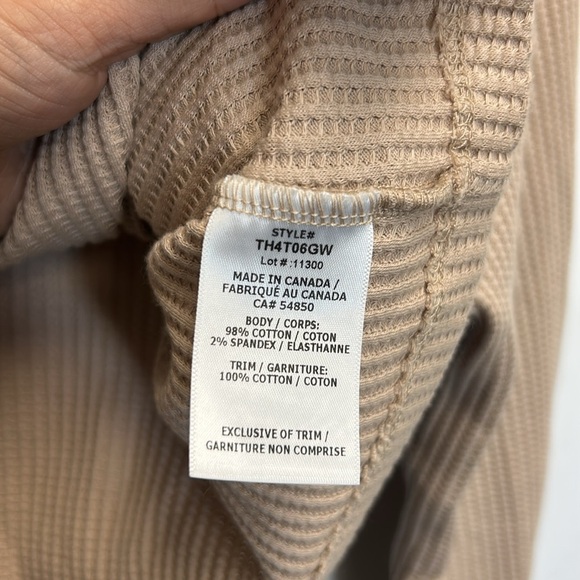 STYLE#
TH4T06GW
Lot # :11300
MADE IN CANADA /
FABRIQUÉ AU CANADA
CA# 54850
BODY / CORPS:
98% COTTON / COTON
2% SPANDEX / ELASTHANNE
TRIM / GARNITURE:
100% COTTON / COTON
EXCLUSIVE OF TRIM /
GARNITURE NON COMPRISE